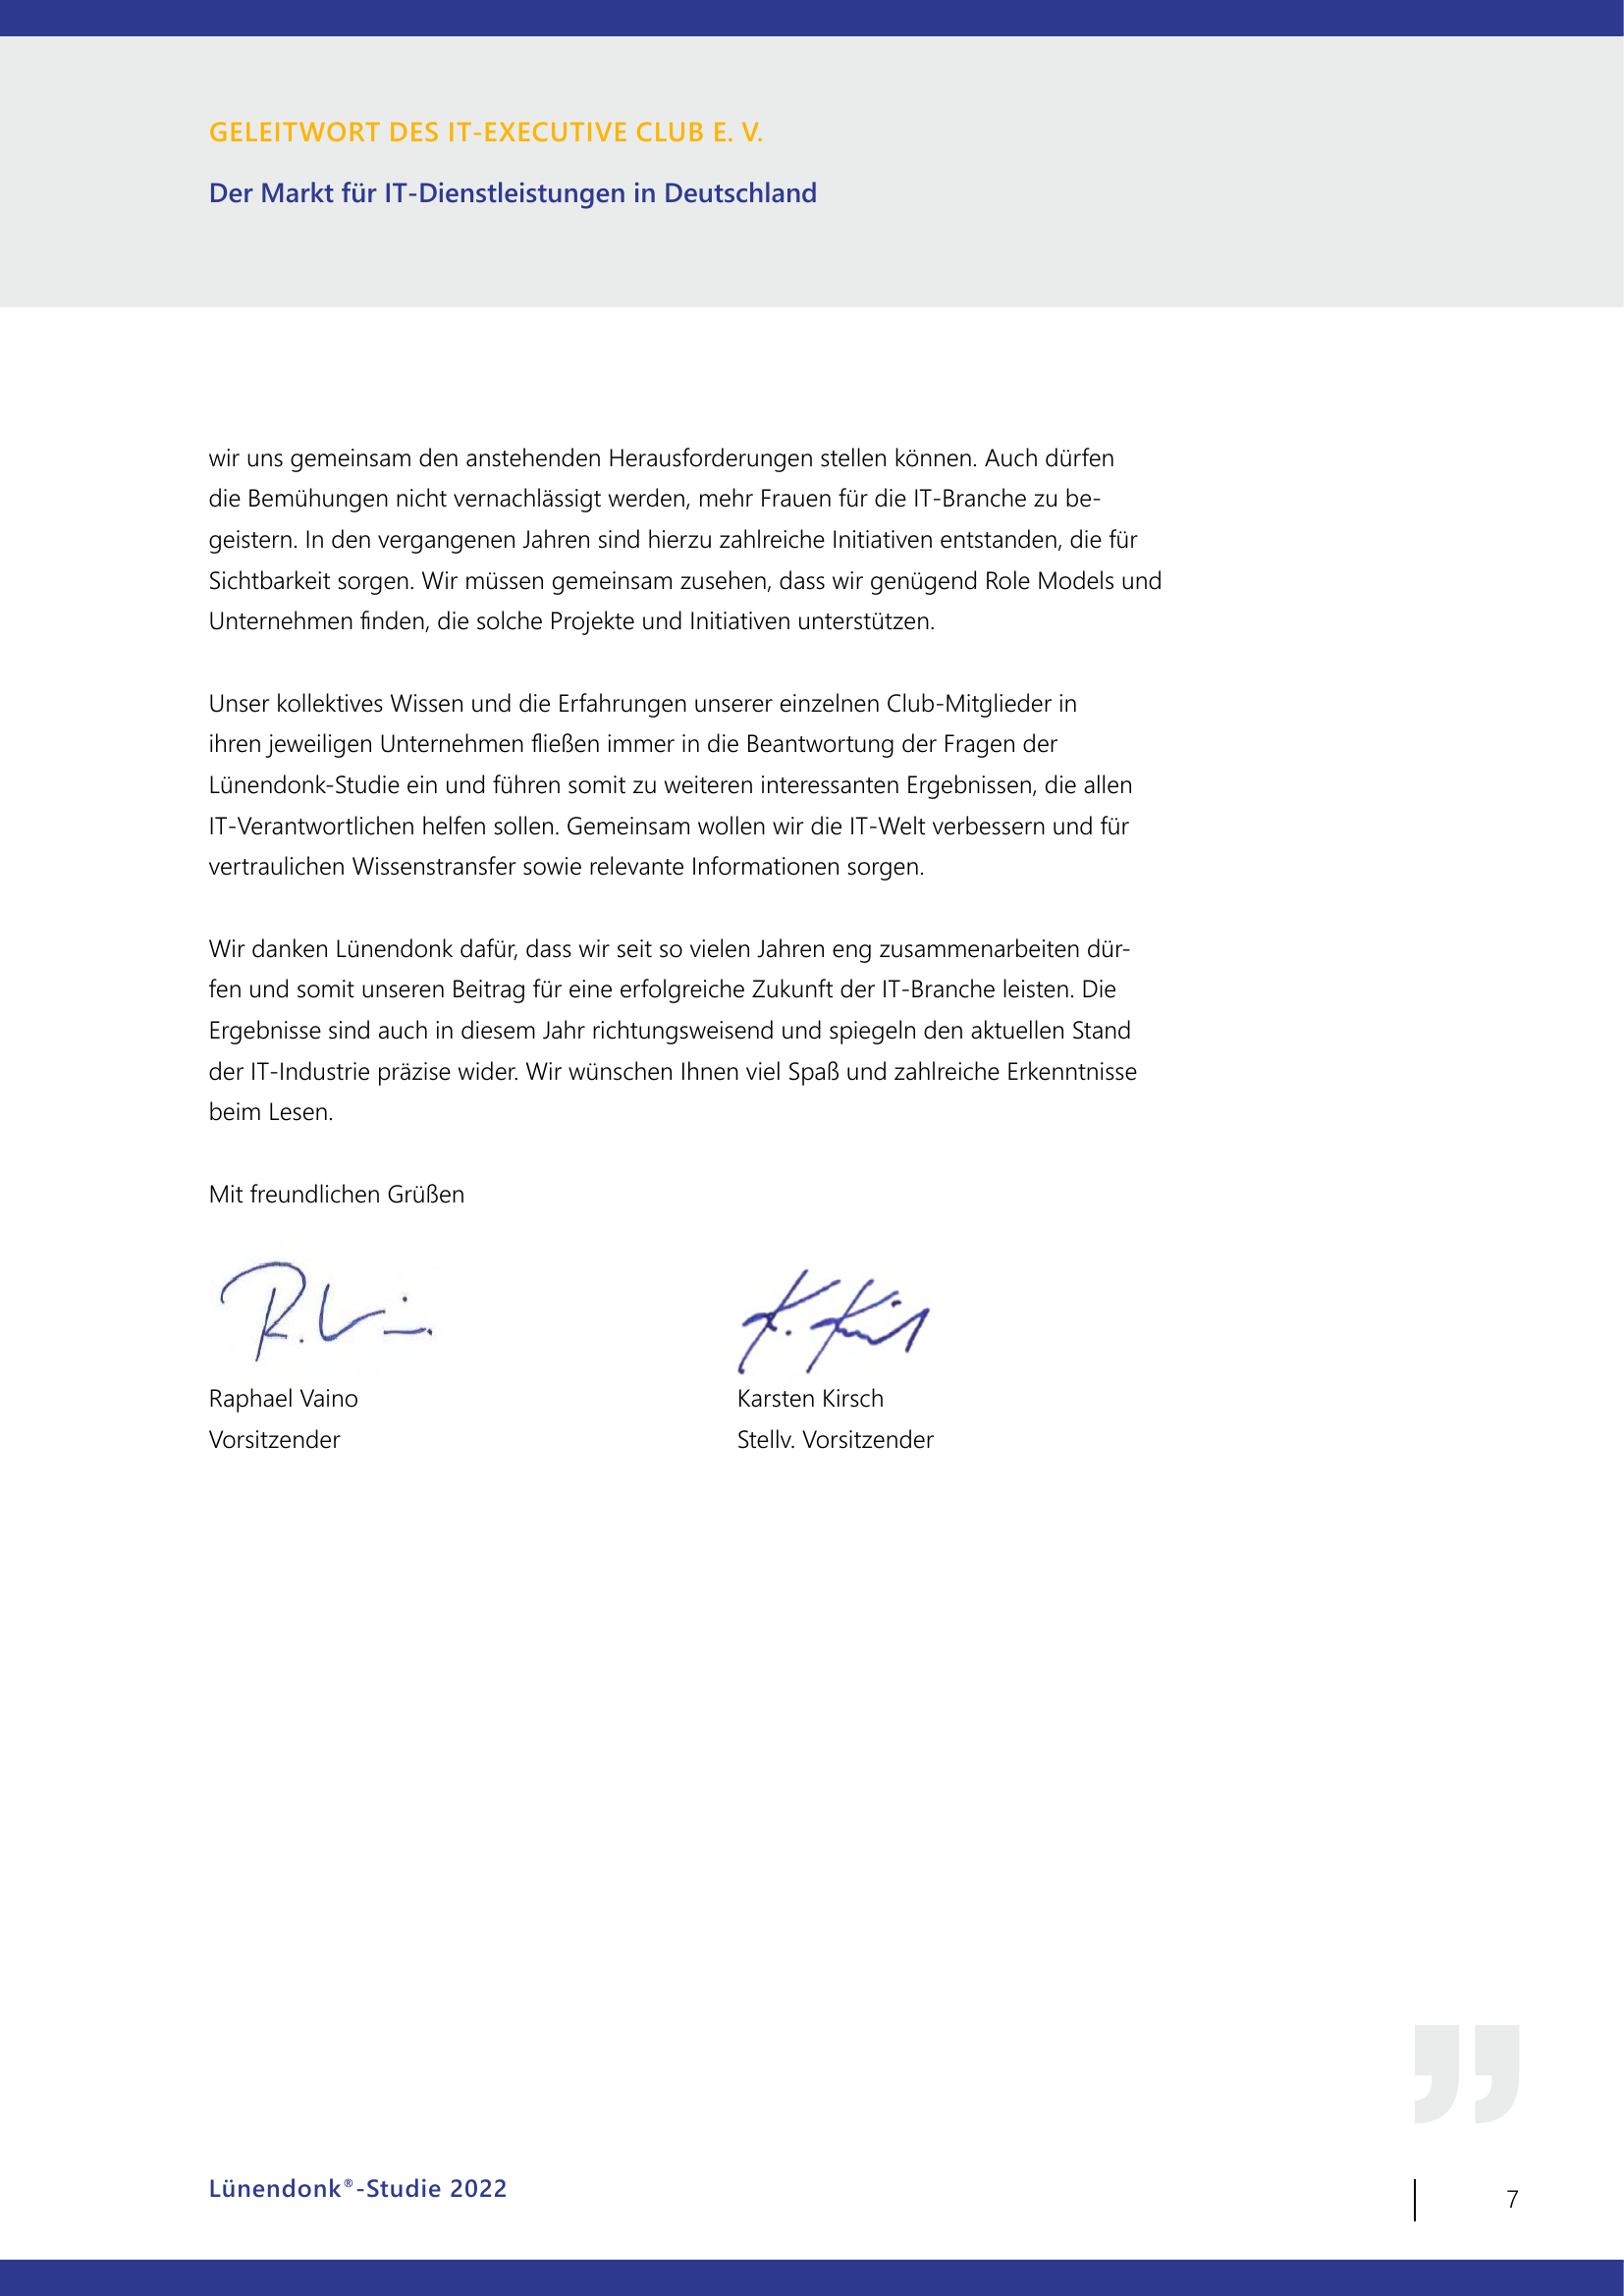 GELEITWORT DES IT-EXECUTIVE CLUB E. V.
Der Markt für IT-Dienstleistungen in Deutschland
wir uns gemeinsam den anstehenden Herausforderungen stellen können. Auch dürfen
die Bemühungen nicht vernachlässigt werden, mehr Frauen für die IT-Branche zu be-
geistern. In den vergangenen Jahren sind hierzu zahlreiche Initiativen entstanden, die für
Sichtbarkeit sorgen. Wir müssen gemeinsam zusehen, dass wir genügend Role Models und
Unternehmen finden, die solche Projekte und Initiativen unterstützen.
Unser kollektives Wissen und die Erfahrungen unserer einzelnen Club-Mitglieder in
ihren jeweiligen Unternehmen fließen immer in die Beantwortung der Fragen der
Lünendonk-Studie ein und führen somit zu weiteren interessanten Ergebnissen, die allen
IT-Verantwortlichen helfen sollen. Gemeinsam wollen wir die IT-Welt verbessern und für
vertraulichen Wissenstransfer sowie relevante Informationen sorgen.
Wir danken Lünendonk dafür, dass wir seit so vielen Jahren eng zusammenarbeiten dür-
fen und somit unseren Beitrag für eine erfolgreiche Zukunft der IT-Branche leisten. Die
Ergebnisse sind auch in diesem Jahr richtungsweisend und spiegeln den aktuellen Stand
der IT-Industrie präzise wider. Wir wünschen Ihnen viel Spaß und zahlreiche Erkenntnisse
beim Lesen.
Mit freundlichen Grüßen
Raphael Vaino
Vorsitzender
Karsten Kirsch
Stellv. Vorsitzender
Lünendonk®-Studie 2022
7